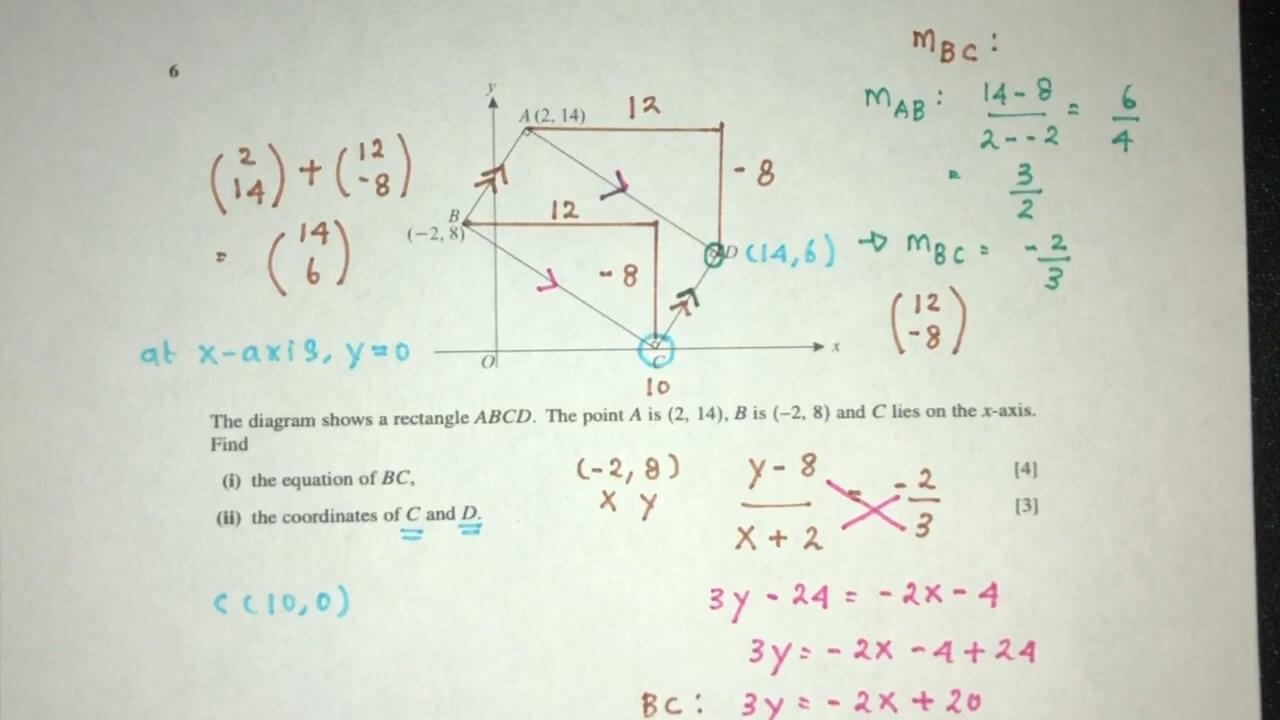 6
m BC :
m AB : 14 - 8 / 2 - - 2 = 6 / 4
= 3 / 2
→ m BC = - 2 / 3
( 12 -8 )
( 2 14 ) + ( 12 -8 )
= ( 14 6 )
at x-axis, y=0
y
A (2, 14)
12
- 8
B
(−2, 8)
12
- 8
D (14,6)
O
C
x
10
The diagram shows a rectangle ABCD. The point A is (2, 14), B is (−2, 8) and C lies on the x-axis.
Find
(i) the equation of BC, [4]
(ii) the coordinates of C and D. [3]
(-2, 8)
x y
y - 8 / x + 2 = - 2 / 3
C (10,0)
3y - 24 = -2x - 4
3y = - 2x - 4 + 24
BC : 3y = - 2x + 20